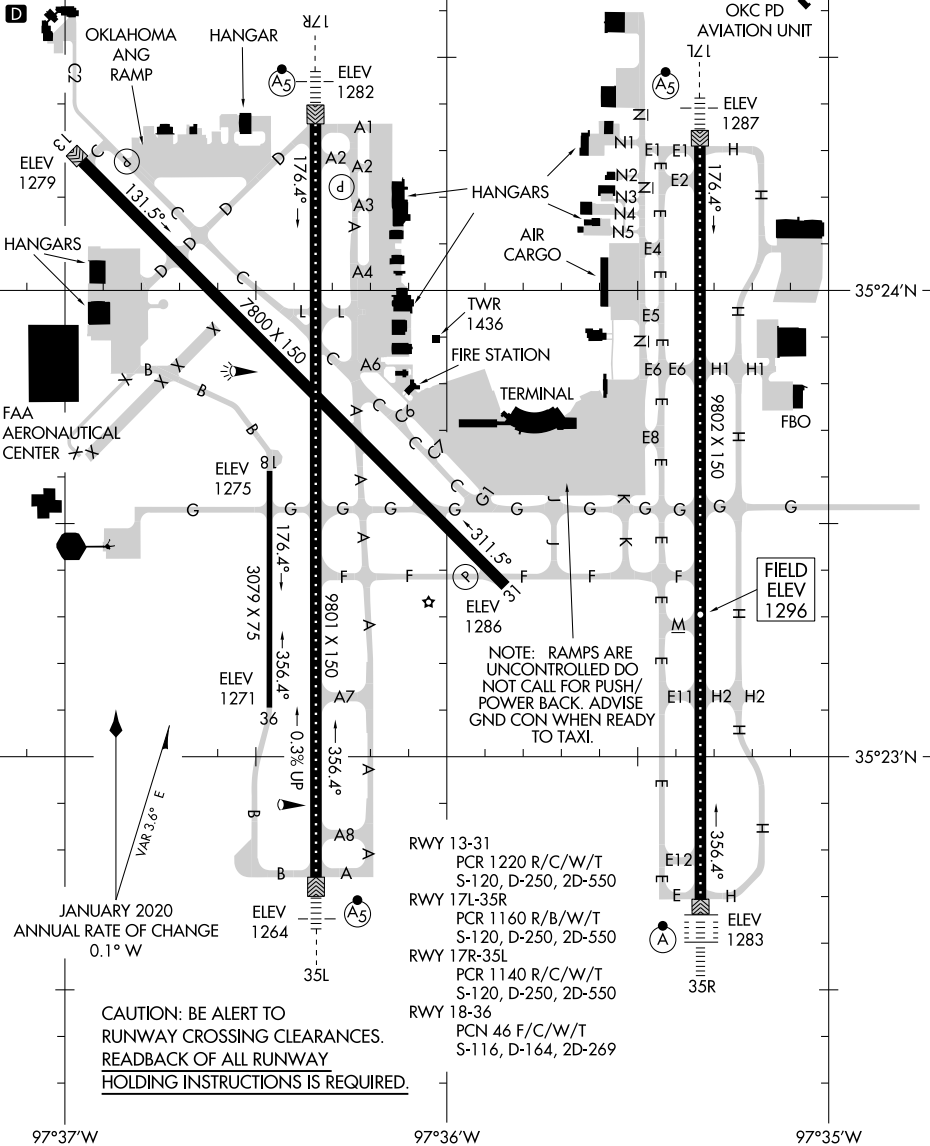 D
OKLAHOMA
ANG
RAMP
HANGAR
17R
OKC PD
AVIATION UNIT
17L
C2
A5
ELEV
1282
A5
ELEV
1287
13
ELEV
1279
C
P
D
A1
A2
A2
P
A3
A
176.4°
131.5°
C
D
D
D
HANGARS
HANGARS
N
N1
N2
N
N3
N4
N5
AIR
CARGO
E1
E1
H
E2
E
176.4°
H
E4
E
A4
C
L
L
7800 X 150
TWR
1436
FIRE STATION
35°24'N
E5
N
E
H
X
X
X
B
B
B
C
A6
C
C6
C
C7
C
G1
TERMINAL
E6
E6
H1
H1
E
E8
E
9802 X 150
H
FBO
FAA
AERONAUTICAL
CENTER
X
X
A
A
A
ELEV
1275
18
G
G
G
G
G
G
G
G
G
G
J
J
K
K
E
176.4°
3079 X 75
356.4°
9801 X 150
F
F
P
311.5°
31
F
F
F
ELEV
1286
FIELD
ELEV
1296
E
M
E
H
H
A
NOTE: RAMPS ARE
UNCONTROLLED DO
NOT CALL FOR PUSH/
POWER BACK. ADVISE
GND CON WHEN READY
TO TAXI.
ELEV
1271
36
A7
E11
H2
H2
0.3% UP
356.4°
35°23'N
VAR 3.6° E
B
A
E
H
JANUARY 2020
ANNUAL RATE OF CHANGE
0.1° W
B
A8
A
A
ELEV
1264
A5
35L
E12
E
E
356.4°
H
A
ELEV
1283
35R
RWY 13-31
PCR 1220 R/C/W/T
S-120, D-250, 2D-550
RWY 17L-35R
PCR 1160 R/B/W/T
S-120, D-250, 2D-550
RWY 17R-35L
PCR 1140 R/C/W/T
S-120, D-250, 2D-550
RWY 18-36
PCN 46 F/C/W/T
S-116, D-164, 2D-269
CAUTION: BE ALERT TO
RUNWAY CROSSING CLEARANCES.
READBACK OF ALL RUNWAY
HOLDING INSTRUCTIONS IS REQUIRED.
97°37'W
97°36'W
97°35'W